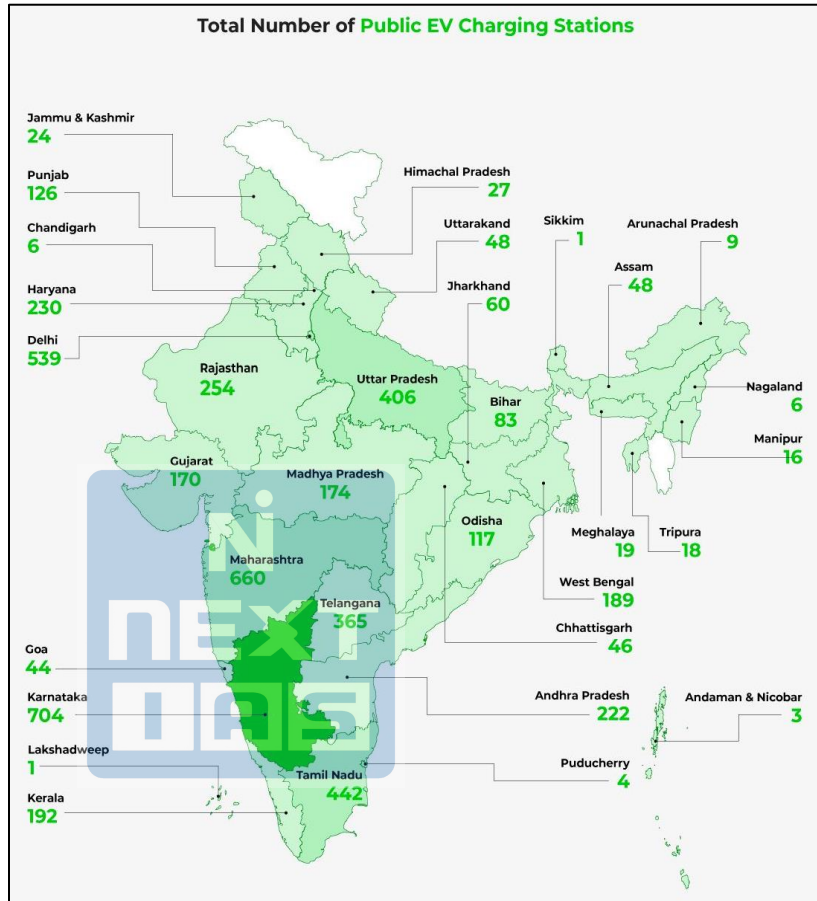 Total Number of Public EV Charging Stations
Jammu & Kashmir
24
Punjab
126
Chandigarh
6
Haryana
230
Delhi
539
Himachal Pradesh
27
Uttarakand
48
Jharkhand
60
Sikkim
1
Arunachal Pradesh
9
Assam
48
Nagaland
6
Manipur
16
Rajasthan
254
Uttar Pradesh
406
Bihar
83
Gujarat
170
Madhya Pradesh
174
Odisha
117
Meghalaya
19
Tripura
18
West Bengal
189
Chhattisgarh
46
Maharashtra
660
Telangana
365
Goa
44
Karnataka
704
Lakshadweep
1
Kerala
192
Andhra Pradesh
222
Andaman & Nicobar
3
Puducherry
4
Tamil Nadu
442
N
NEXT
IAS